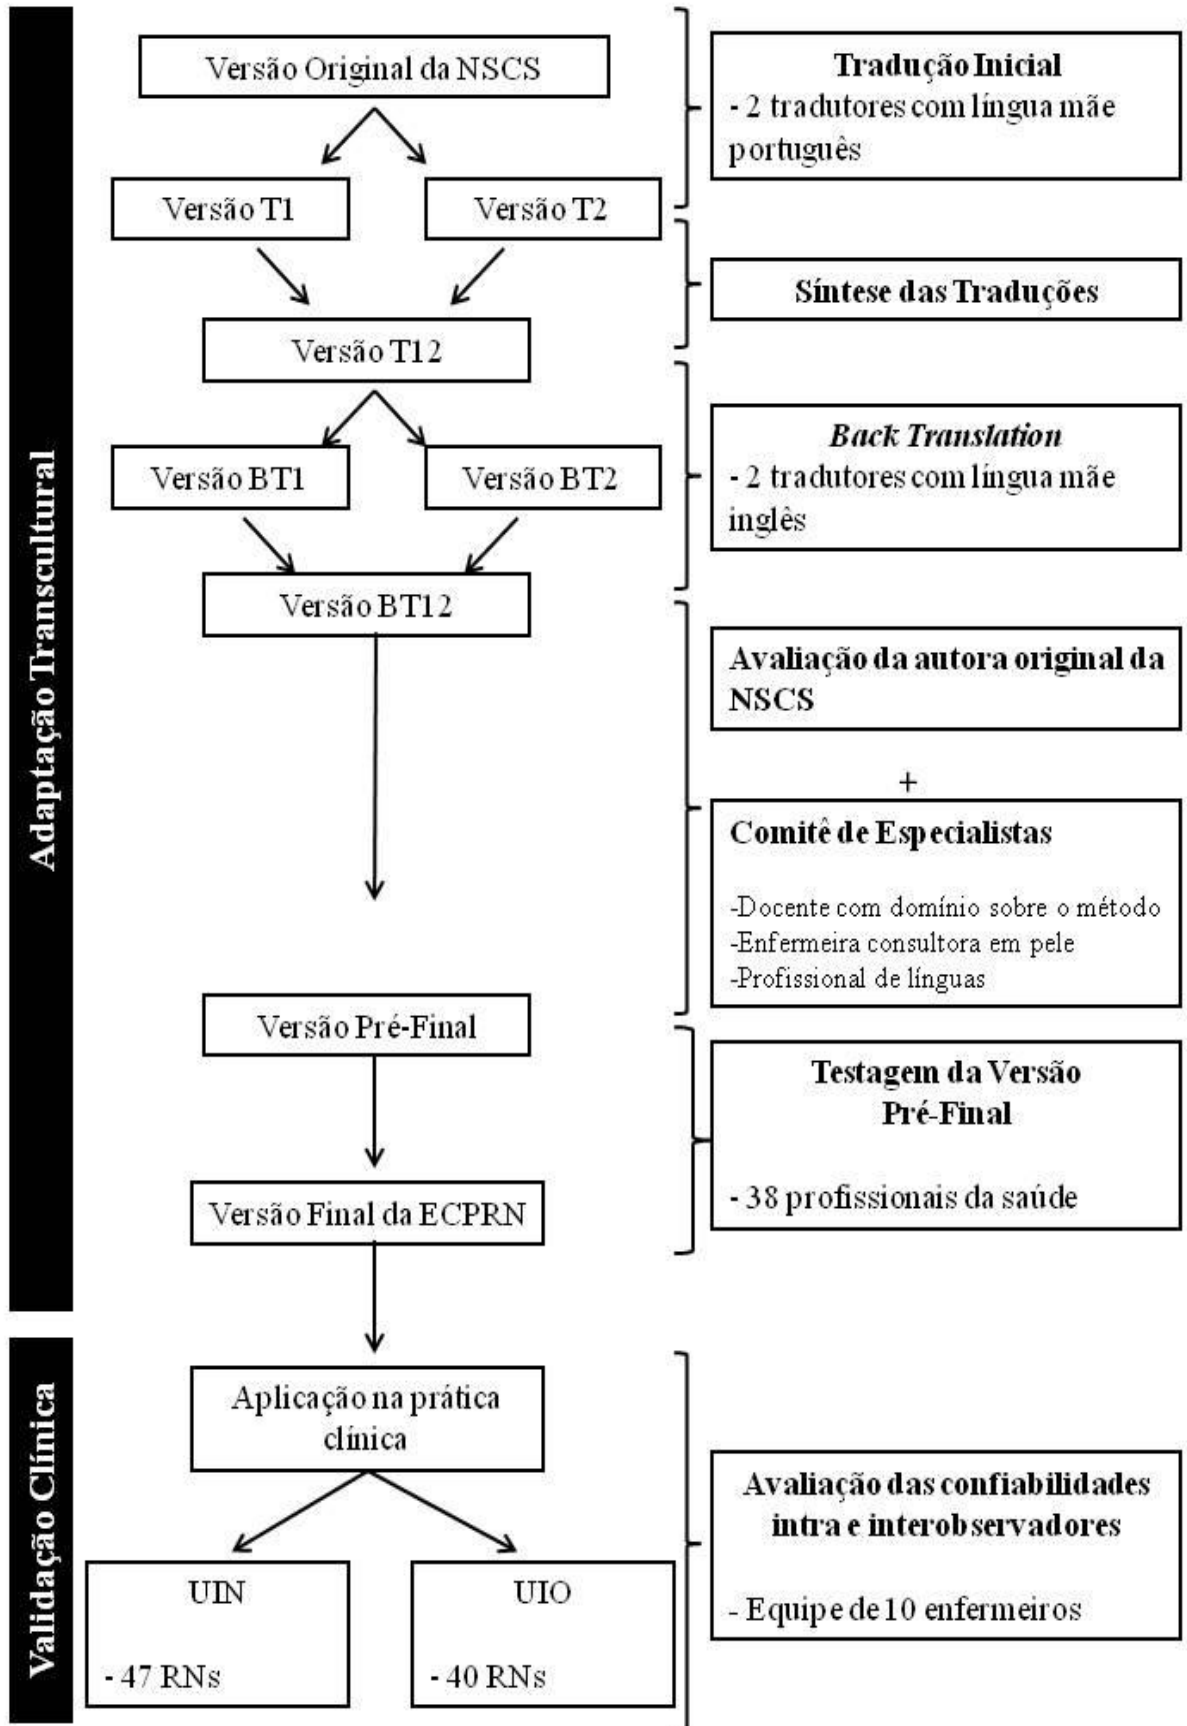 Adaptação Transcultural
Versão Original da NSCS
Tradução Inicial
- 2 tradutores com língua mãe
português
Versão T1
Versão T2
Síntese das Traduções
Versão T12
Back Translation
- 2 tradutores com língua mãe
inglês
Versão BT1
Versão BT2
Versão BT12
Avaliação da autora original da
NSCS
+
Comitê de Especialistas
-Docente com domínio sobre o método
-Enfermeira consultora em pele
-Profissional de línguas
Versão Pré-Final
Testagem da Versão
Pré-Final
- 38 profissionais da saúde
Versão Final da ECPRN
Validação Clínica
Aplicação na prática
clínica
Avaliação das confiabilidades
intra e interobservadores
- Equipe de 10 enfermeiros
UIN
- 47 RNs
UIO
- 40 RNs